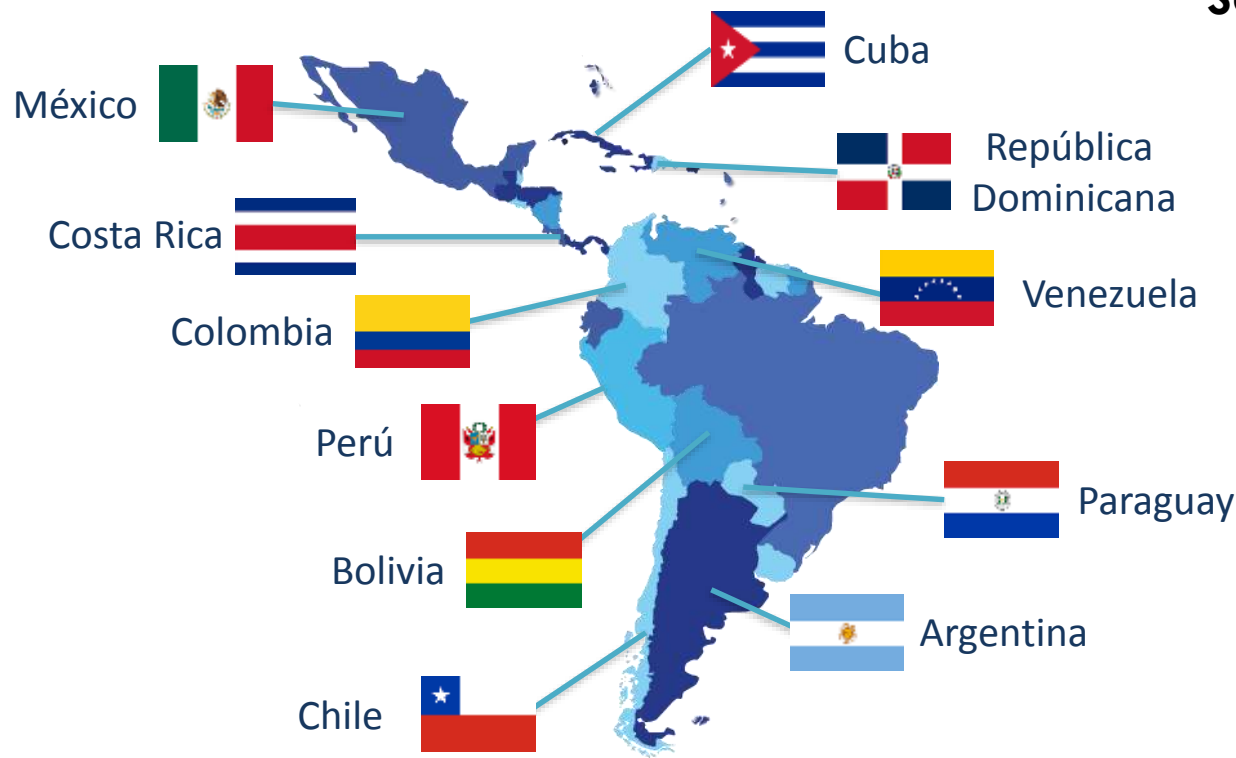 Cuba
México
República
Dominicana
Costa Rica
Venezuela
Colombia
Perú
Paraguay
Bolivia
Argentina
Chile